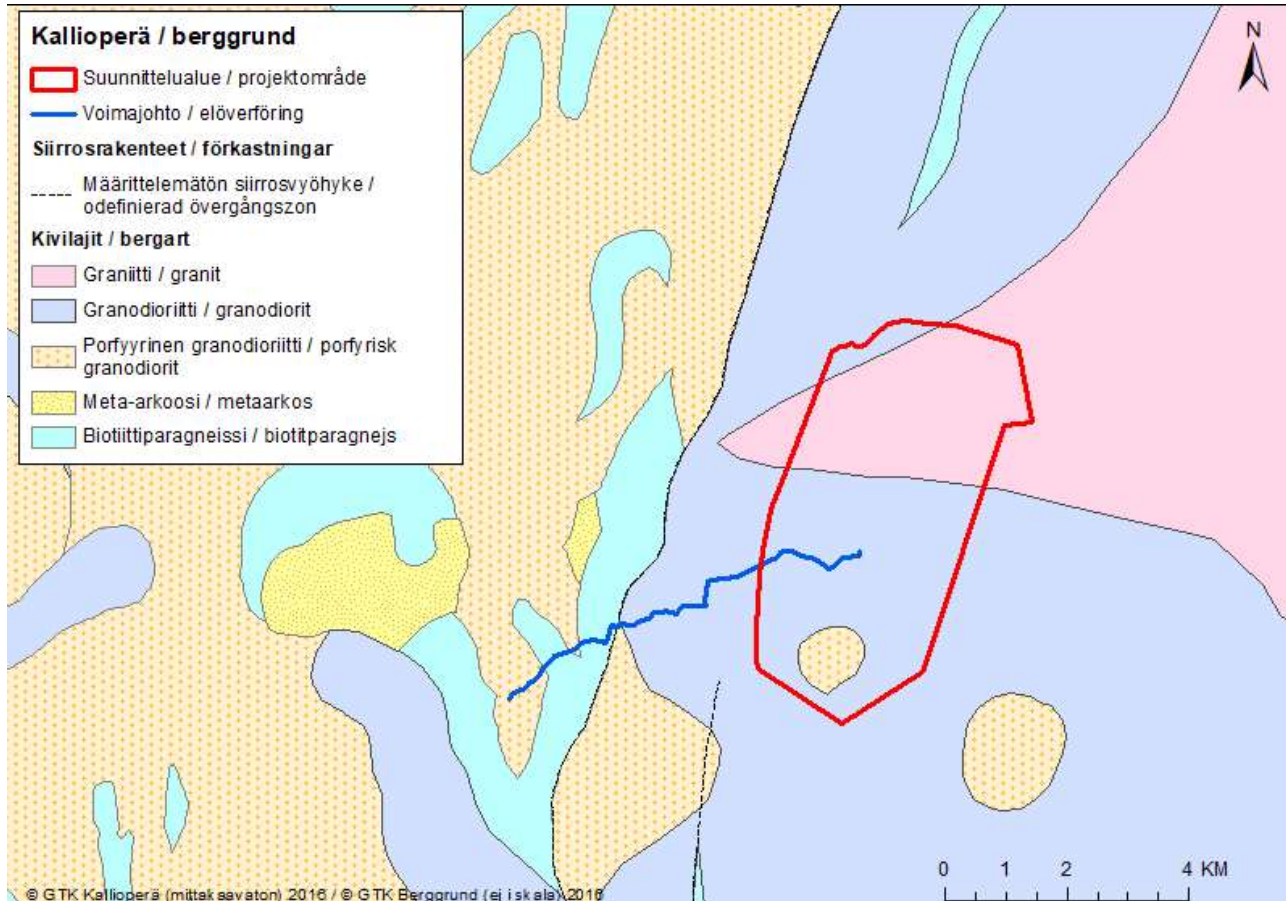 Kallioperä / berggrund
Suunnittelualue / projektområde
Voimajohto / elöverföring
Siirrosrakenteet / förkastningar
Määrittelemätön siirrosvyöhyke /
odefinierad övergångszon
Kivilajit / bergart
Graniitti / granit
Granodioriitti / granodiorit
Porfyyrinen granodioriitti / porfyrisk
granodiorit
Meta-arkoosi / metaarkos
Biotiittiparagneissi / biotitparagnejs
N
0 1 2 4 KM
© GTK Kallioperä (mittakaavaton) 2016 / © GTK Berggrund (ej i skala) 2016